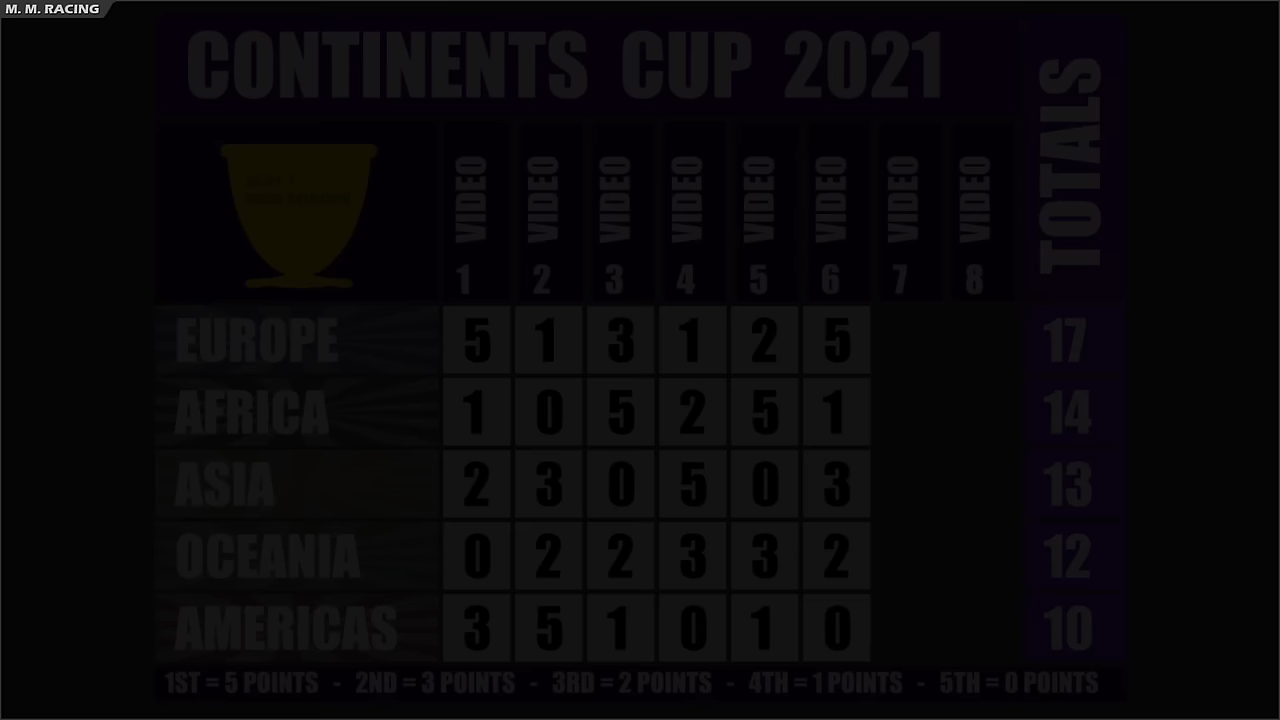 M. M. RACING
CONTINENTS CUP 2021
TOTALS
VIDEO 1
VIDEO 2
VIDEO 3
VIDEO 4
VIDEO 5
VIDEO 6
VIDEO 7
VIDEO 8
EUROPE 5 1 3 1 2 5 17
AFRICA 1 0 5 2 5 1 14
ASIA 2 3 0 5 0 3 13
OCEANIA 0 2 2 3 3 2 12
AMERICAS 3 5 1 0 1 0 10
1ST = 5 POINTS - 2ND = 3 POINTS - 3RD = 2 POINTS - 4TH = 1 POINTS - 5TH = 0 POINTS